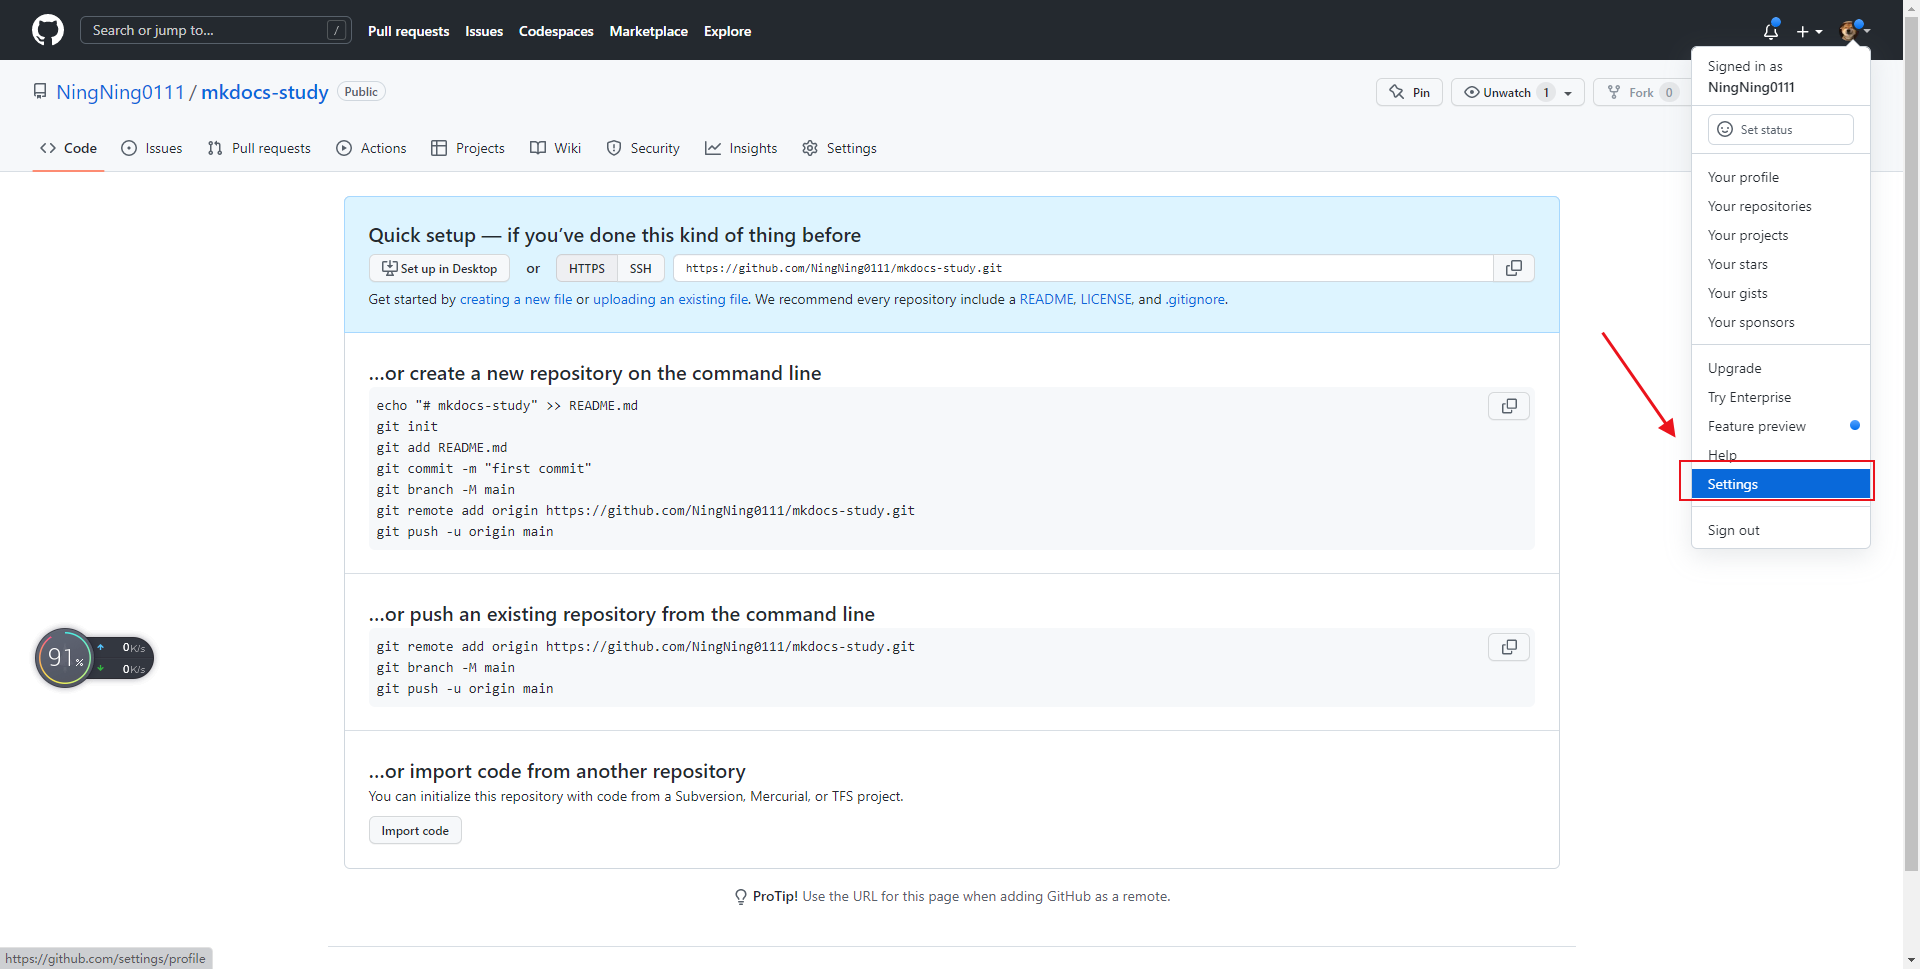 Search or jump to... /
Pull requests Issues Codespaces Marketplace Explore
NingNing0111 / mkdocs-study Public
Pin Unwatch 1 Fork 0
Code Issues Pull requests Actions Projects Wiki Security Insights Settings
Signed in as
NingNing0111
Set status
Your profile
Your repositories
Your projects
Your stars
Your gists
Your sponsors
Upgrade
Try Enterprise
Feature preview
Help
Settings
Sign out
Quick setup — if you’ve done this kind of thing before
Set up in Desktop or HTTPS SSH https://github.com/NingNing0111/mkdocs-study.git
Get started by creating a new file or uploading an existing file. We recommend every repository include a README, LICENSE, and .gitignore.
…or create a new repository on the command line
echo "# mkdocs-study" >> README.md
git init
git add README.md
git commit -m "first commit"
git branch -M main
git remote add origin https://github.com/NingNing0111/mkdocs-study.git
git push -u origin main
…or push an existing repository from the command line
git remote add origin https://github.com/NingNing0111/mkdocs-study.git
git branch -M main
git push -u origin main
91%
0K/s
0K/s
…or import code from another repository
You can initialize this repository with code from a Subversion, Mercurial, or TFS project.
Import code
ProTip! Use the URL for this page when adding GitHub as a remote.
https://github.com/settings/profile